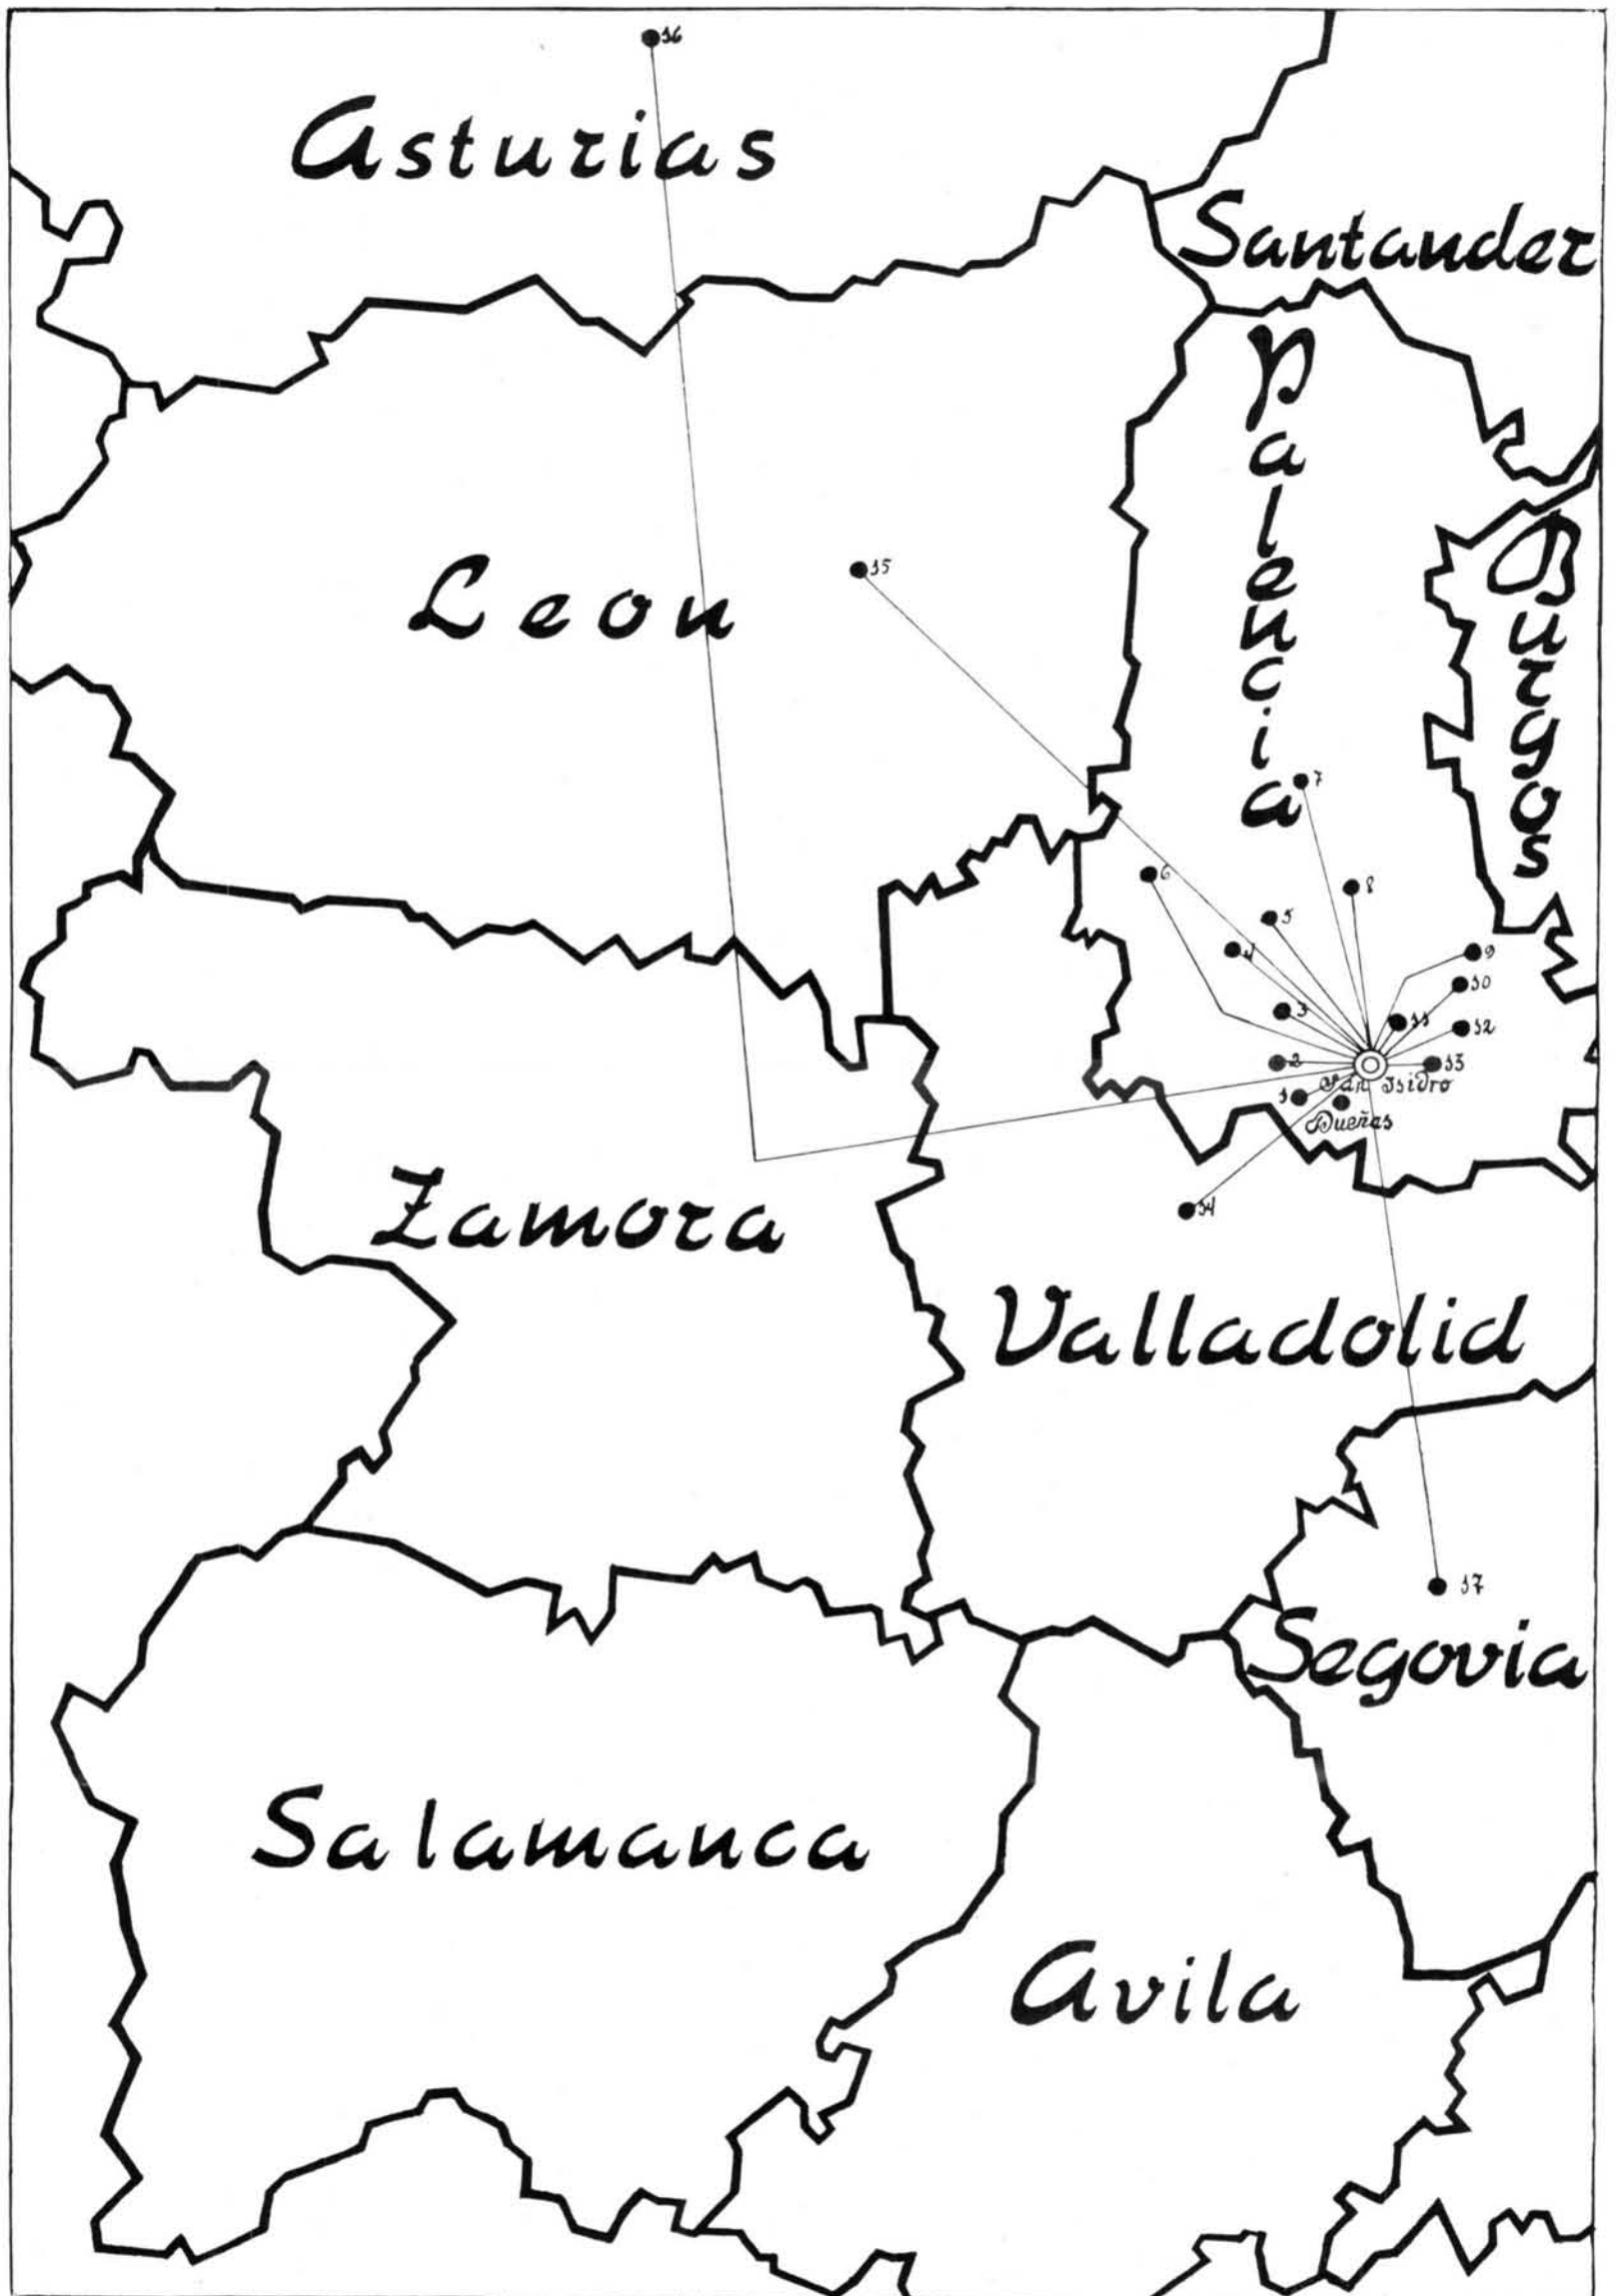 16
Asturias
Santander
Palencia
Burgos
15
Leon
7
6
8
5
4
9
10
3
11
12
2
13
San Isidro
1
Dueñas
14
Zamora
Valladolid
17
Segovia
Salamanca
Avila